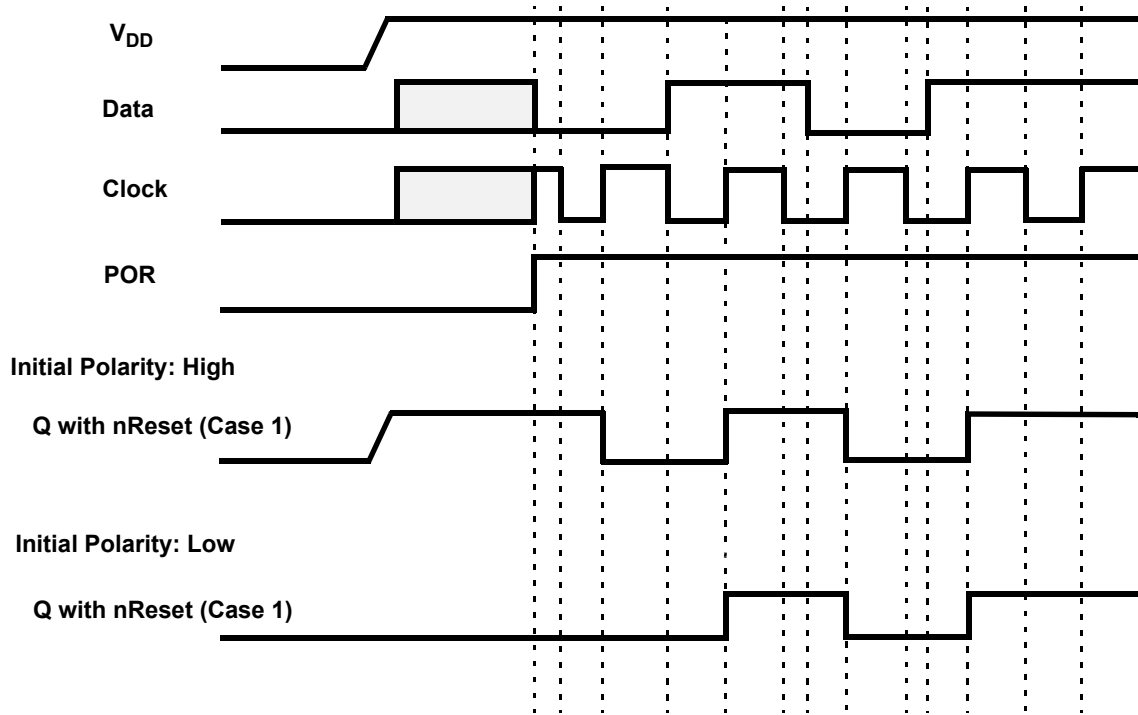 VDD
Data
Clock
POR
Initial Polarity: High
Q with nReset (Case 1)
Initial Polarity: Low
Q with nReset (Case 1)